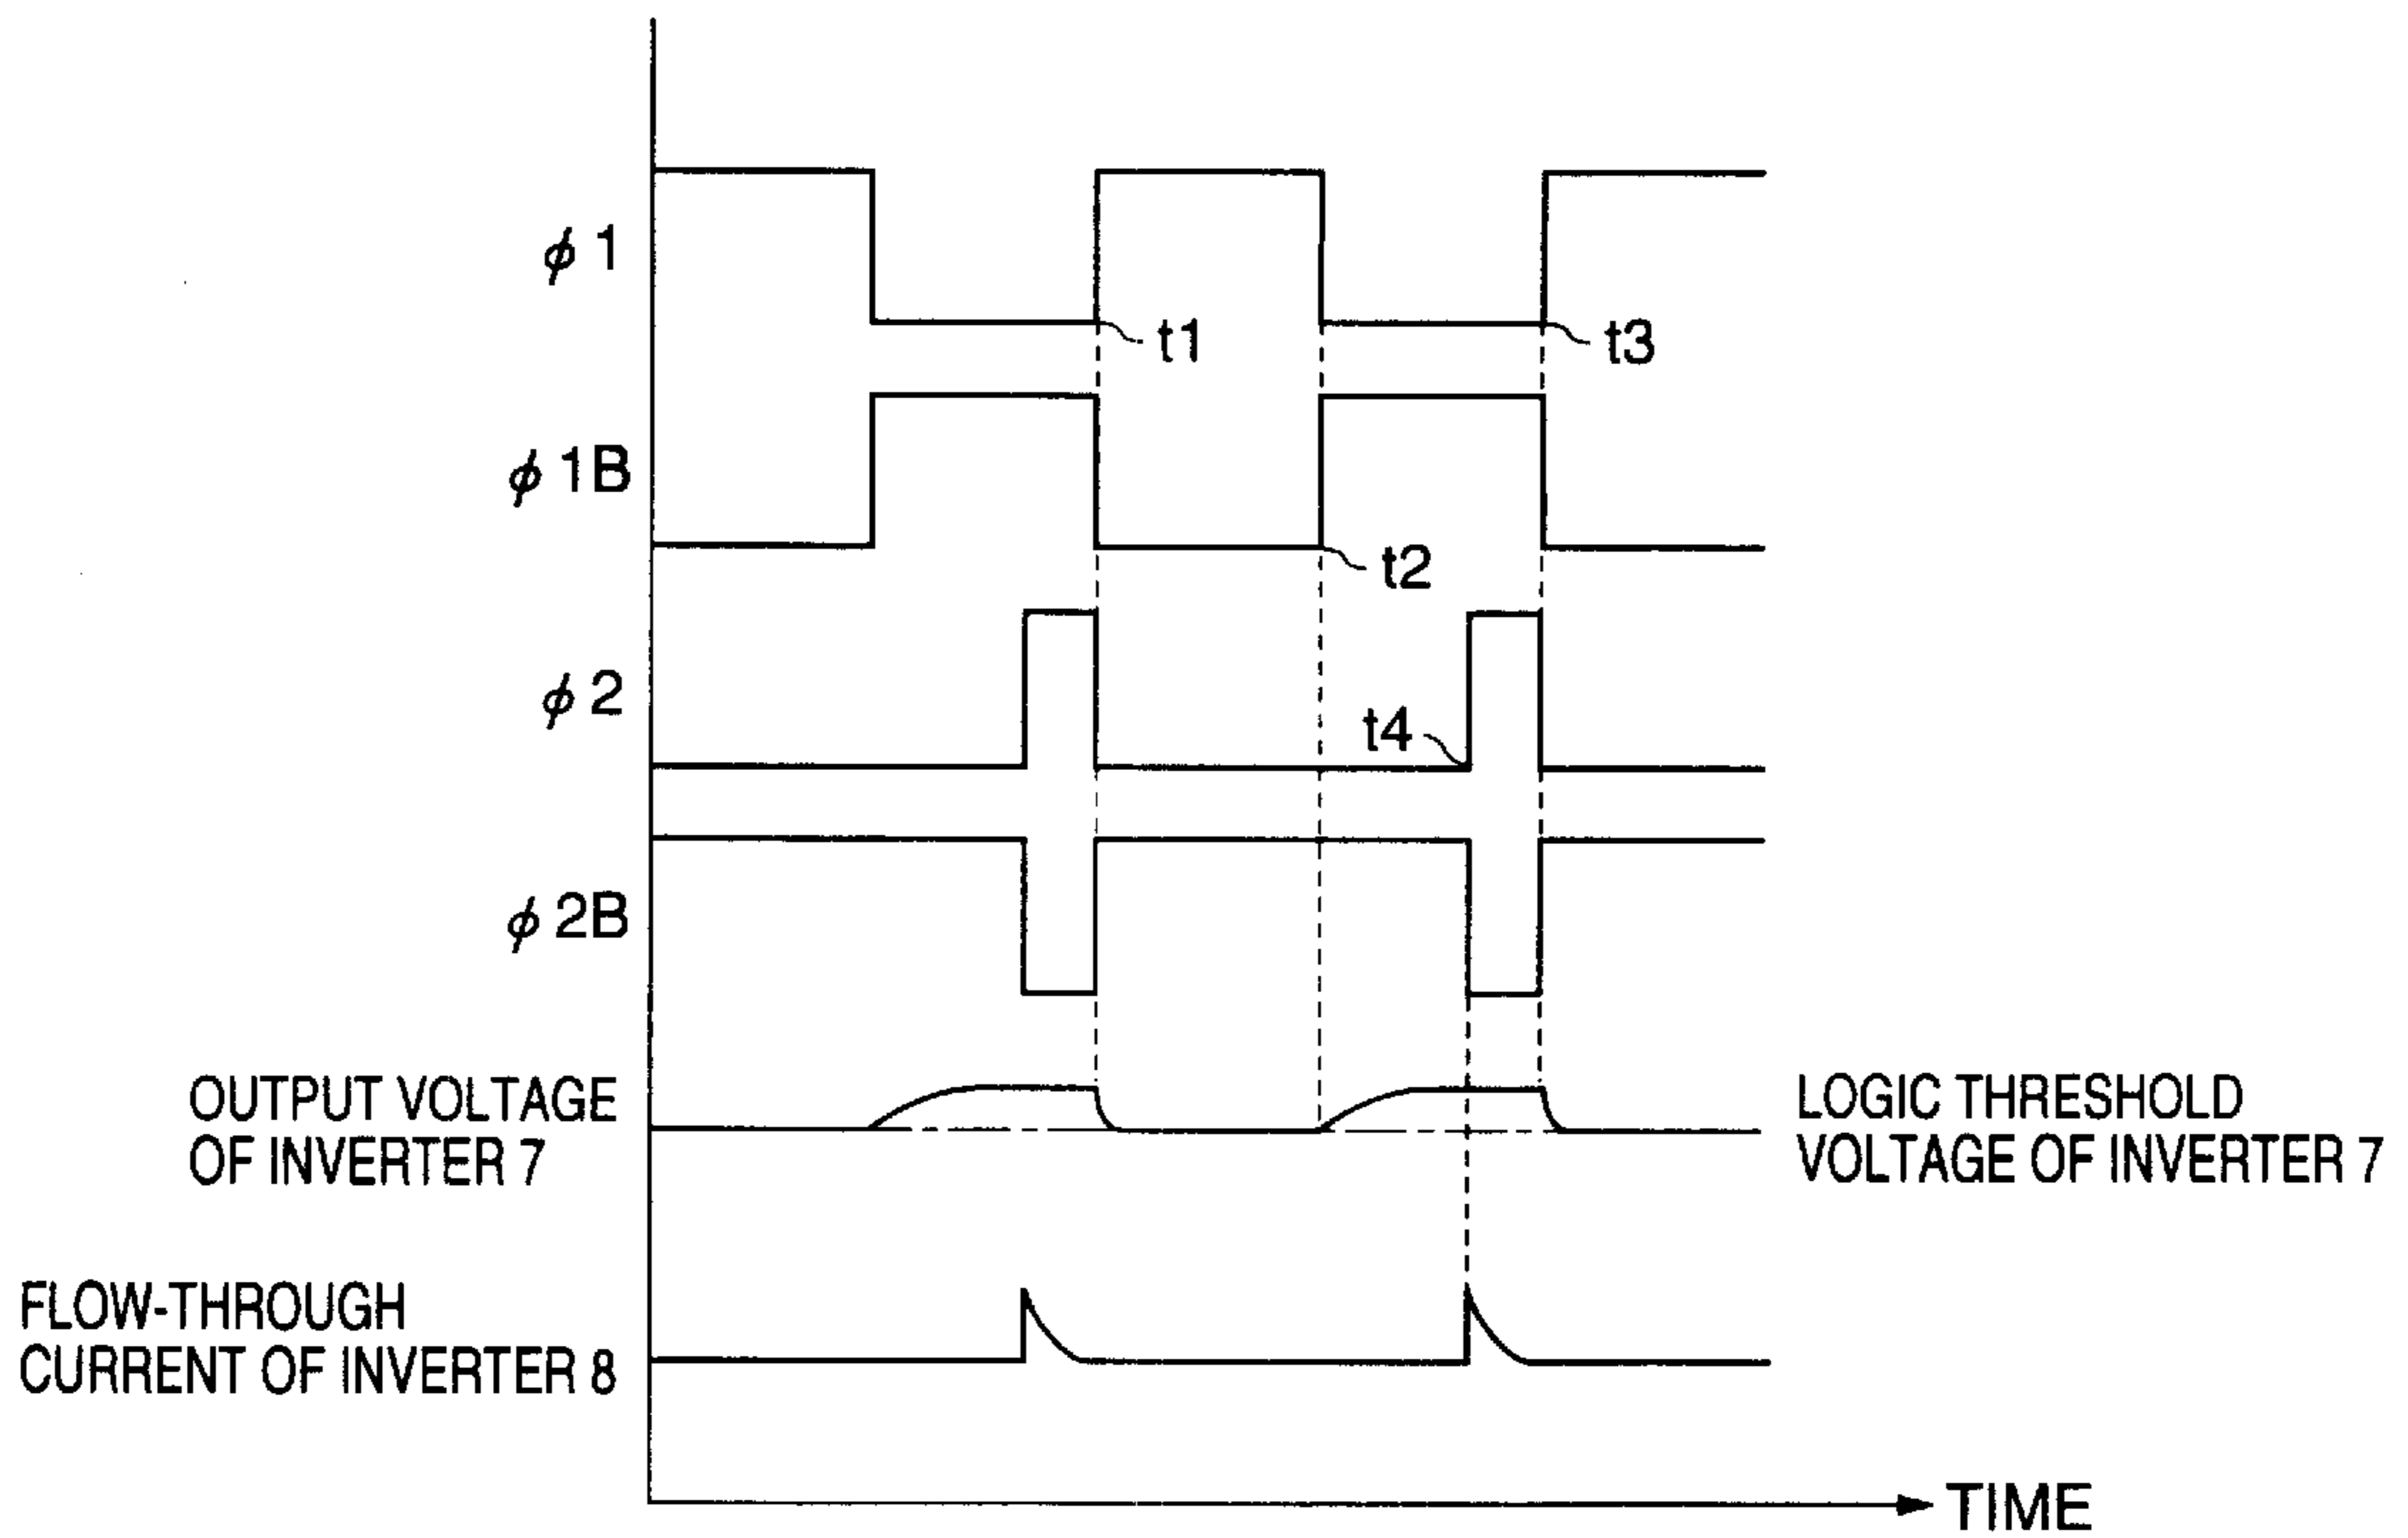 φ1
t1
t3
φ1B
t2
φ2
t4
φ2B
OUTPUT VOLTAGE
OF INVERTER 7
LOGIC THRESHOLD
VOLTAGE OF INVERTER 7
FLOW-THROUGH
CURRENT OF INVERTER 8
TIME